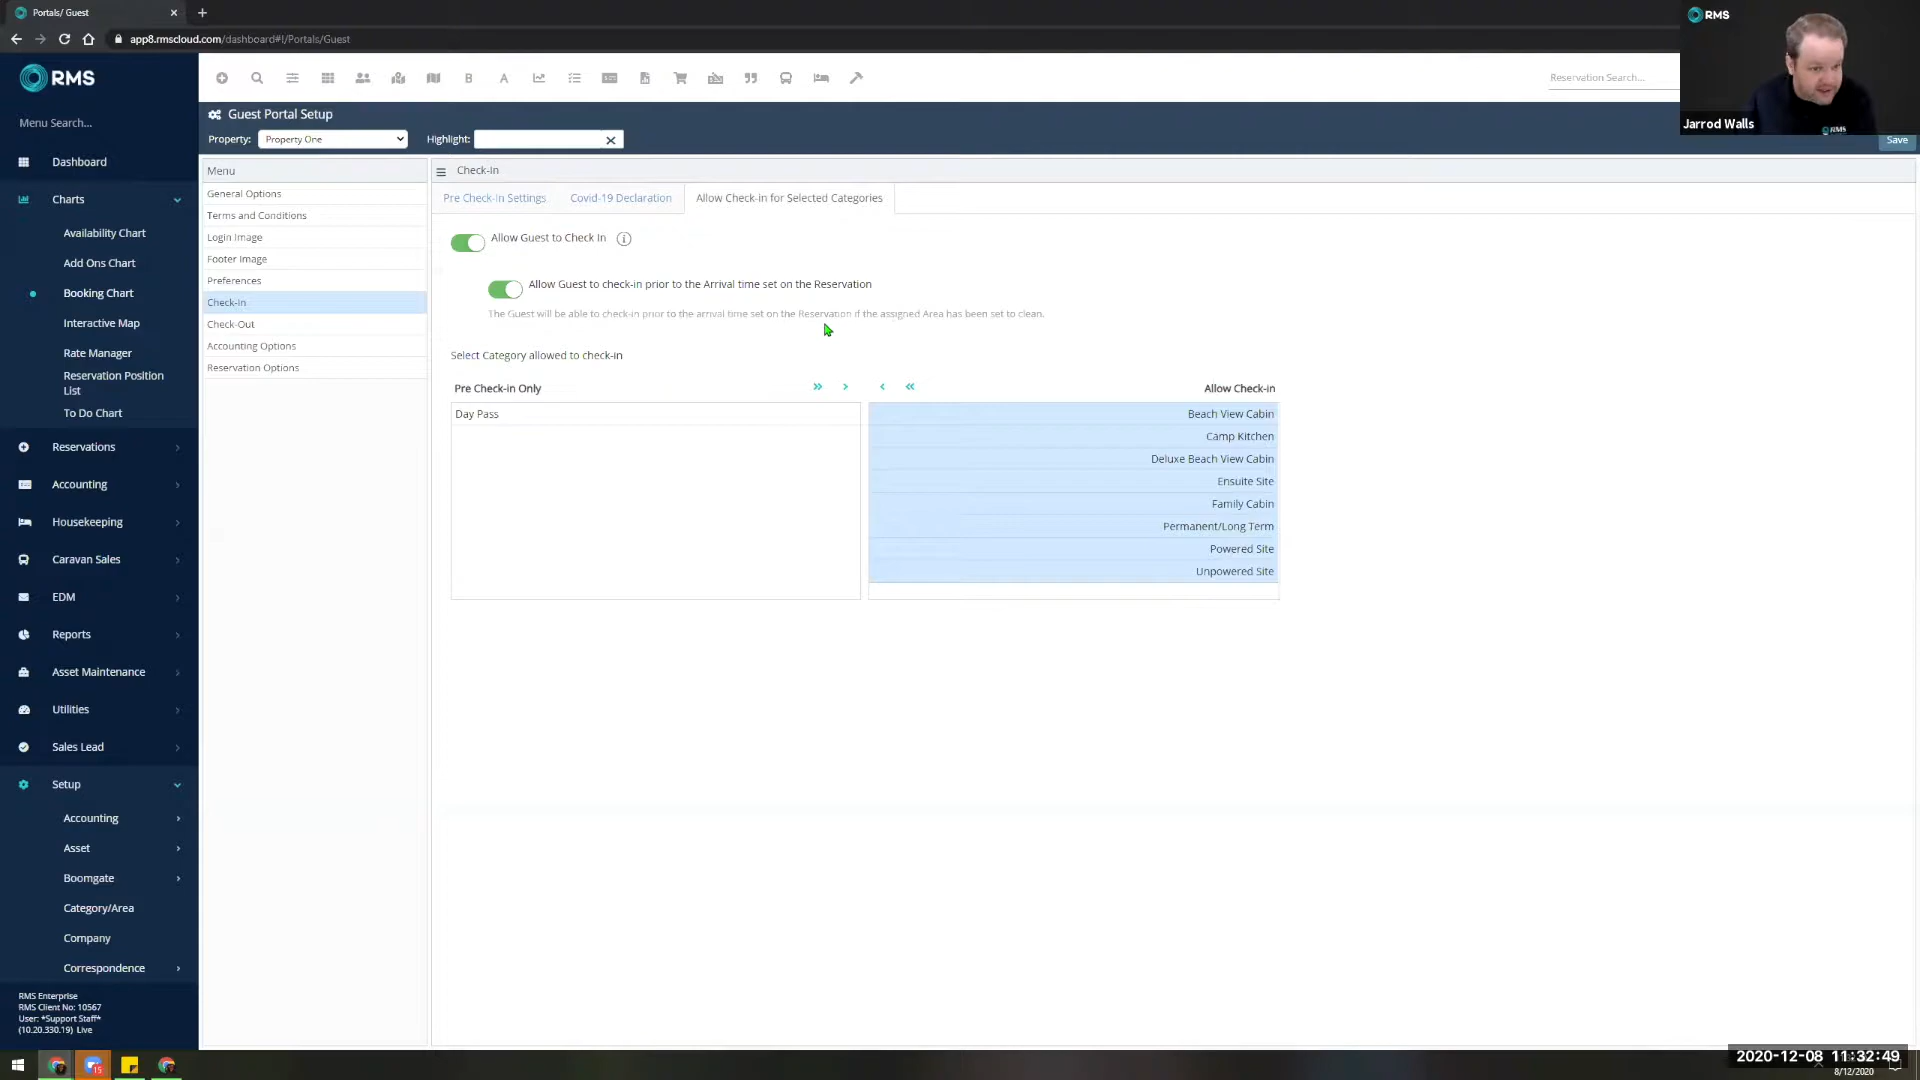 Portals/ Guest
app8.rmscloud.com/dashboard#!/Portals/Guest
RMS
Jarrod Walls
RMS
RMS
Menu Search...
Dashboard
Charts
Availability Chart
Add Ons Chart
Booking Chart
Interactive Map
Rate Manager
Reservation Position
List
To Do Chart
Reservations
Accounting
Housekeeping
Caravan Sales
EDM
Reports
Asset Maintenance
Utilities
Sales Lead
Setup
Accounting
Asset
Boomgate
Category/Area
Company
Correspondence
RMS Enterprise
RMS Client No: 10567
User: *Support Staff*
(10.20.330.19) Live
B
A
Reservation Search...
Guest Portal Setup
Property: Property One
Highlight:
Save
Menu
General Options
Terms and Conditions
Login Image
Footer Image
Preferences
Check-In
Check-Out
Accounting Options
Reservation Options
Check-In
Pre Check-In Settings
Covid-19 Declaration
Allow Check-in for Selected Categories
Allow Guest to Check In
Allow Guest to check-in prior to the Arrival time set on the Reservation
The Guest will be able to check-in prior to the arrival time set on the Reservation if the assigned Area has been set to clean.
Select Category allowed to check-in
Pre Check-in Only
Allow Check-in
Day Pass
Beach View Cabin
Camp Kitchen
Deluxe Beach View Cabin
Ensuite Site
Family Cabin
Permanent/Long Term
Powered Site
Unpowered Site
15
2020-12-08 11:32:49
8/12/2020